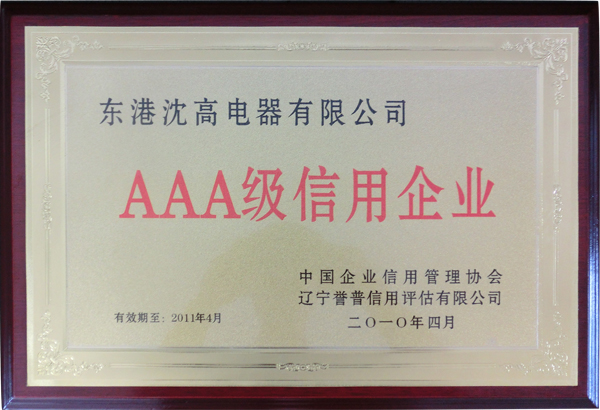 东港沈高电器有限公司
AAA级信用企业
中国企业信用管理协会
辽宁誉普信用评估有限公司
有效期至：2011年4月
二〇一〇年四月